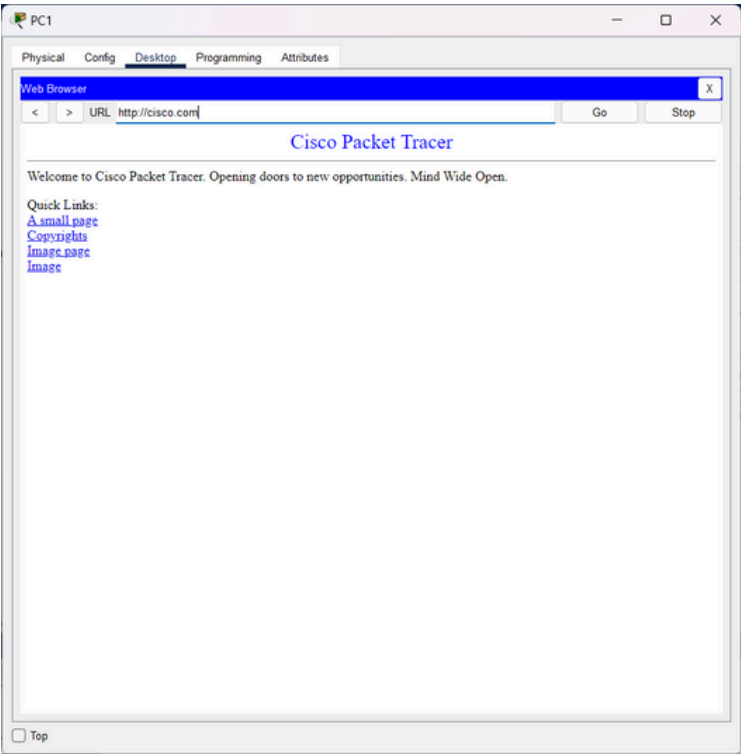 PC1
Physical Config Desktop Programming Attributes
Web Browser X
< > URL http://cisco.com Go Stop
Cisco Packet Tracer
Welcome to Cisco Packet Tracer. Opening doors to new opportunities. Mind Wide Open.
Quick Links:
A small page
Copyrights
Image page
Image
Top